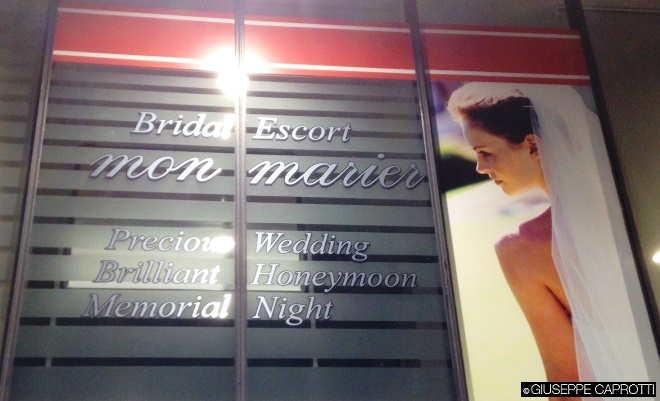 Bridal Escort
mon marier
Precious Wedding
Brilliant Honeymoon
Memorial Night
© GIUSEPPE CAPROTTI